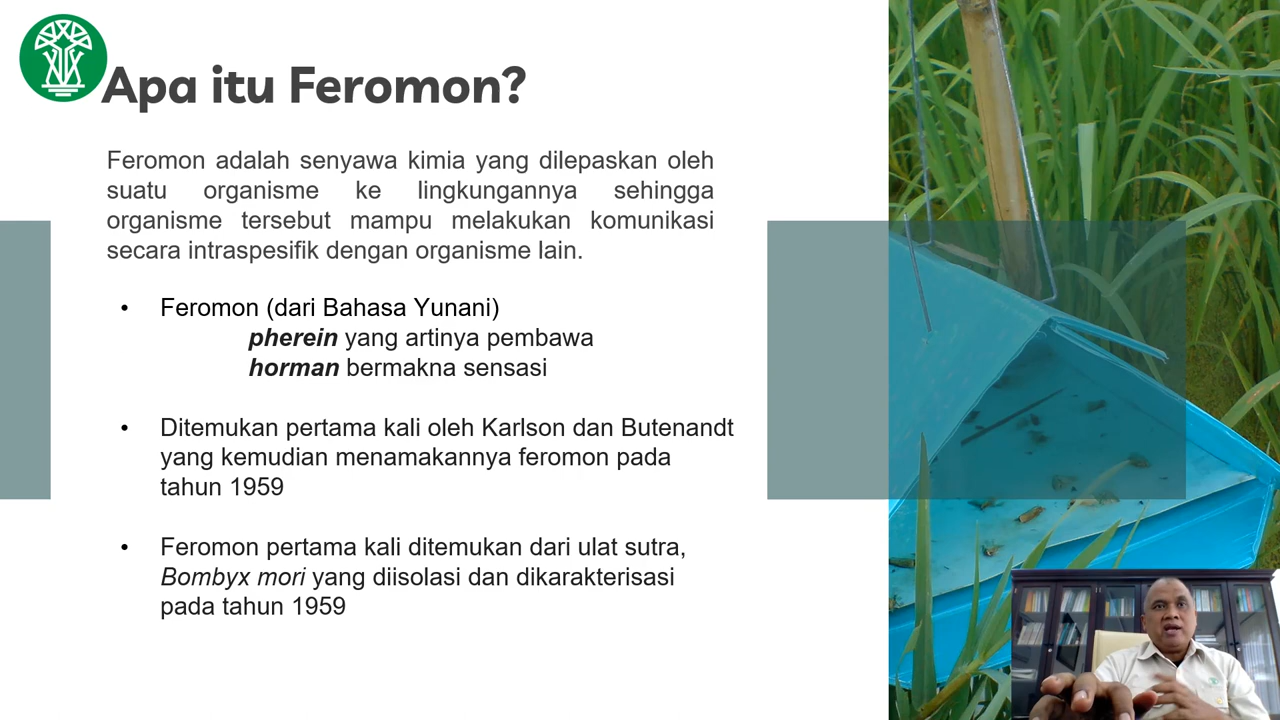 Apa itu Feromon?
Feromon adalah senyawa kimia yang dilepaskan oleh
suatu organisme ke lingkungannya sehingga
organisme tersebut mampu melakukan komunikasi
secara intraspesifik dengan organisme lain.
• Feromon (dari Bahasa Yunani)
pherein yang artinya pembawa
horman bermakna sensasi
• Ditemukan pertama kali oleh Karlson dan Butenandt
yang kemudian menamakannya feromon pada
tahun 1959
• Feromon pertama kali ditemukan dari ulat sutra,
Bombyx mori yang diisolasi dan dikarakterisasi
pada tahun 1959